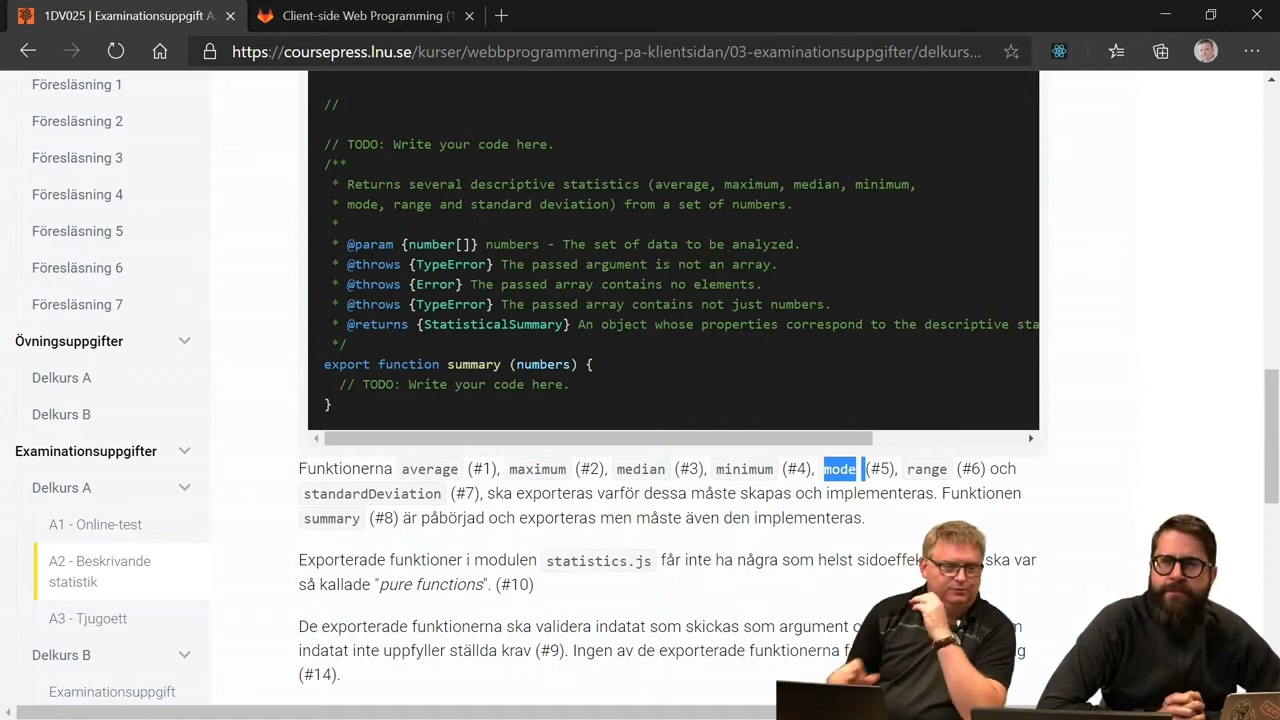 1DV025 | Examinationsuppgift A
Client-side Web Programming (1
https://coursepress.lnu.se/kurser/webbprogrammering-pa-klientsidan/03-examinationsuppgifter/delkurs...
Föresläsning 1
Föresläsning 2
Föresläsning 3
Föresläsning 4
Föresläsning 5
Föresläsning 6
Föresläsning 7
Övningsuppgifter
Delkurs A
Delkurs B
Examinationsuppgifter
Delkurs A
A1 - Online-test
A2 - Beskrivande
statistik
A3 - Tjugoett
Delkurs B
Examinationsuppgift
//
// TODO: Write your code here.
/**
* Returns several descriptive statistics (average, maximum, median, minimum,
* mode, range and standard deviation) from a set of numbers.
*
* @param {number[]} numbers - The set of data to be analyzed.
* @throws {TypeError} The passed argument is not an array.
* @throws {Error} The passed array contains no elements.
* @throws {TypeError} The passed array contains not just numbers.
* @returns {StatisticalSummary} An object whose properties correspond to the descriptive sta
*/
export function summary (numbers) {
// TODO: Write your code here.
}
Funktionerna average (#1), maximum (#2), median (#3), minimum (#4), mode (#5), range (#6) och
standardDeviation (#7), ska exporteras varför dessa måste skapas och implementeras. Funktionen
summary (#8) är påbörjad och exporteras men måste även den implementeras.
Exporterade funktioner i modulen statistics.js får inte ha några som helst sidoeffek ska var
så kallade "pure functions". (#10)
De exporterade funktionerna ska validera indatat som skickas som argument
indatat inte uppfyller ställda krav (#9). Ingen av de exporterade funktionerna
(#14).